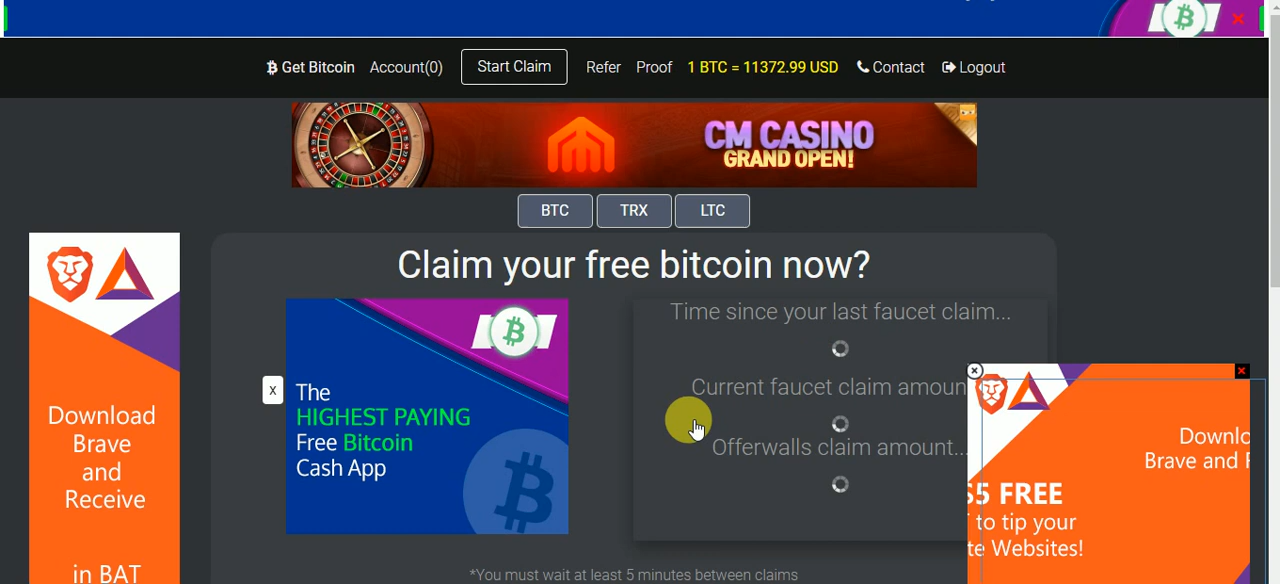 Get Bitcoin Account(0) Start Claim Refer Proof 1 BTC = 11372.99 USD Contact Logout
CM CASINO
GRAND OPEN!
BTC TRX LTC
Claim your free bitcoin now?
Download
Brave
and
Receive
in BAT
x
The
HIGHEST PAYING
Free Bitcoin
Cash App
Time since your last faucet claim...
Current faucet claim amoun
Offerwalls claim amount...
Downlo
Brave and
$5 FREE
to tip your
te Websites!
*You must wait at least 5 minutes between claims